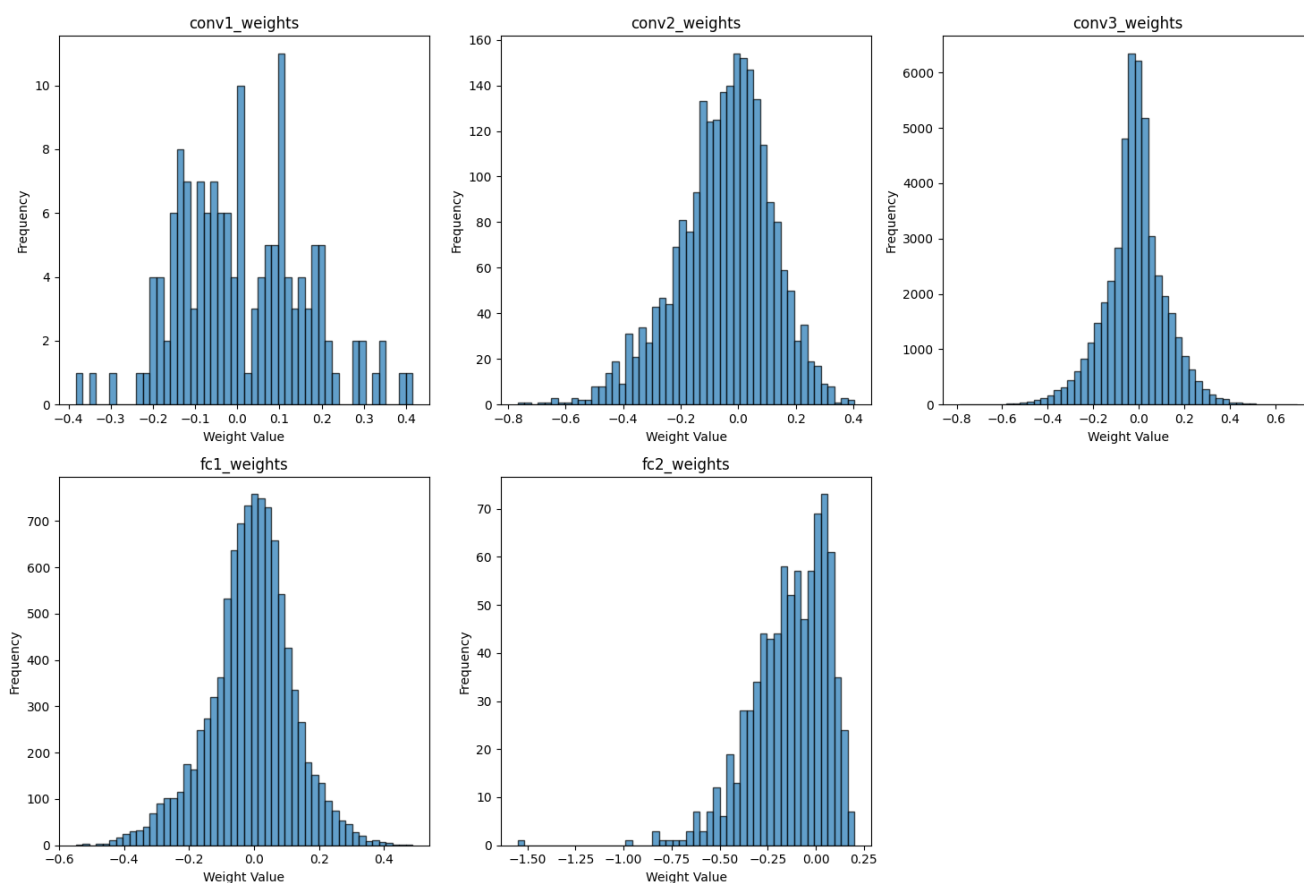 conv1_weights
10
8
6
4
2
0
Frequency
−0.4 −0.3 −0.2 −0.1 0.0 0.1 0.2 0.3 0.4
Weight Value
conv2_weights
160
140
120
100
80
60
40
20
0
Frequency
−0.8 −0.6 −0.4 −0.2 0.0 0.2 0.4
Weight Value
conv3_weights
6000
5000
4000
3000
2000
1000
0
Frequency
−0.8 −0.6 −0.4 −0.2 0.0 0.2 0.4 0.6
Weight Value
fc1_weights
700
600
500
400
300
200
100
0
Frequency
−0.6 −0.4 −0.2 0.0 0.2 0.4
Weight Value
fc2_weights
70
60
50
40
30
20
10
0
Frequency
−1.50 −1.25 −1.00 −0.75 −0.50 −0.25 0.00 0.25
Weight Value